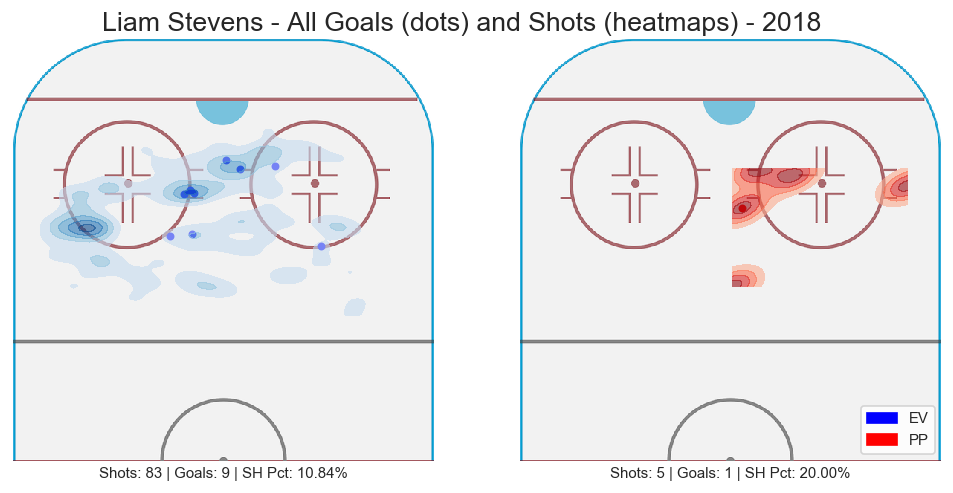 Liam Stevens - All Goals (dots) and Shots (heatmaps) - 2018
EV
PP
Shots: 83 | Goals: 9 | SH Pct: 10.84%
Shots: 5 | Goals: 1 | SH Pct: 20.00%